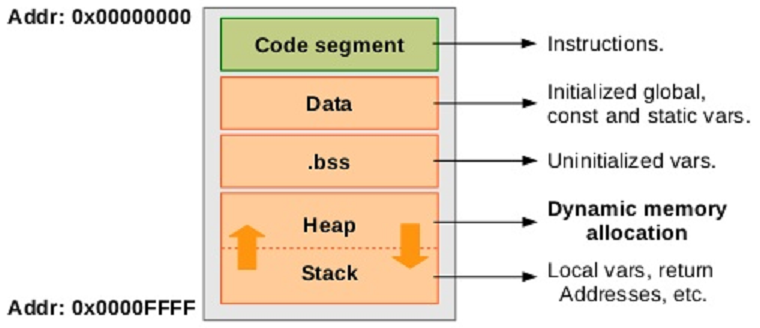 Addr: 0x00000000
Code segment
Instructions.
Data
Initialized global,
const and static vars.
.bss
Uninitialized vars.
Heap
Dynamic memory
allocation
Stack
Local vars, return
Addresses, etc.
Addr: 0x0000FFFF